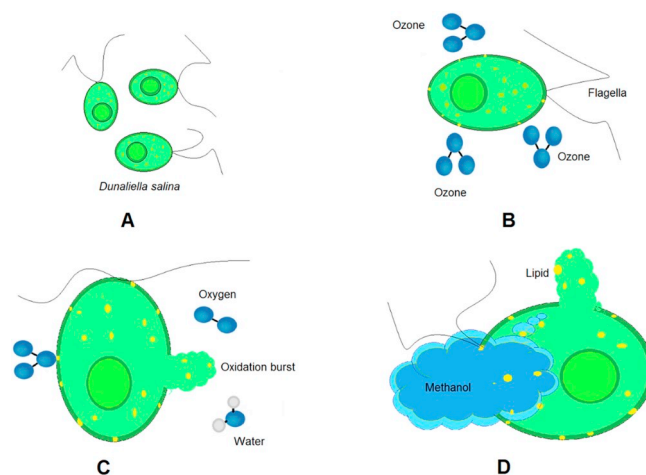 Dunaliella salina
A
Ozone
Flagella
Ozone
Ozone
B
Oxygen
Oxidation burst
Water
C
Lipid
Methanol
D